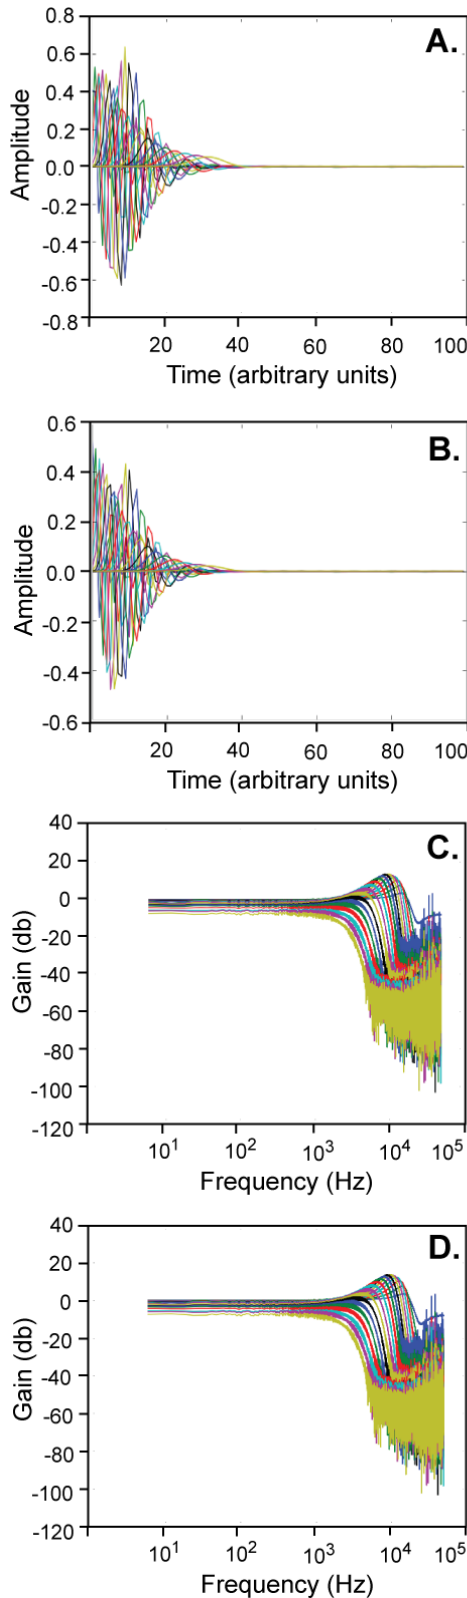 0.8
A.
0.6
0.4
0.2
0.0
-0.2
-0.4
-0.6
-0.8
Amplitude
20 40 60 80 100
Time (arbitrary units)
0.6
B.
0.4
0.2
0.0
-0.2
-0.4
-0.6
Amplitude
20 40 60 80 100
Time (arbitrary units)
40
C.
20
0
-20
-40
-60
-80
-100
-120
Gain (db)
10¹ 10² 10³ 10⁴ 10⁵
Frequency (Hz)
40
D.
20
0
-20
-40
-60
-80
-100
-120
Gain (db)
10¹ 10² 10³ 10⁴ 10⁵
Frequency (Hz)